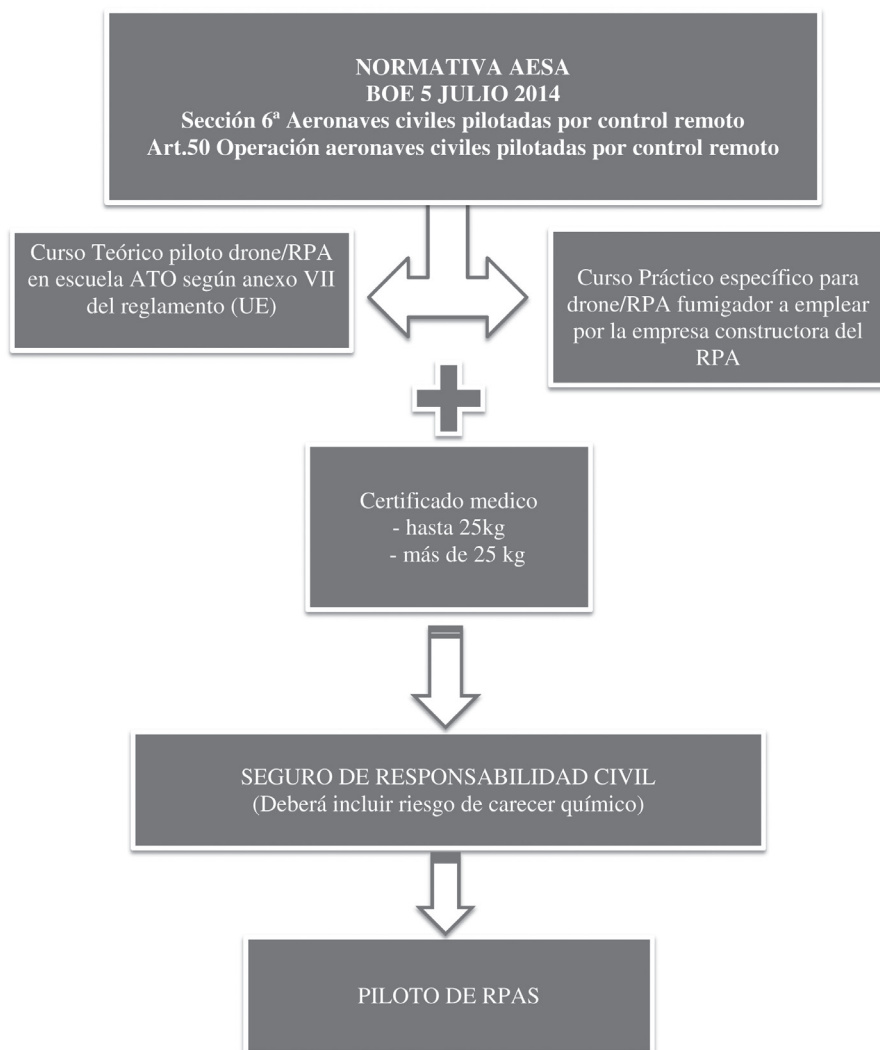 NORMATIVA AESA
BOE 5 JULIO 2014
Sección 6ª Aeronaves civiles pilotadas por control remoto
Art.50 Operación aeronaves civiles pilotadas por control remoto
Curso Teórico piloto drone/RPA
en escuela ATO según anexo VII
del reglamento (UE)
Curso Práctico específico para
drone/RPA fumigador a emplear
por la empresa constructora del
RPA
Certificado medico
- hasta 25kg
- más de 25 kg
SEGURO DE RESPONSABILIDAD CIVIL
(Deberá incluir riesgo de carecer químico)
PILOTO DE RPAS